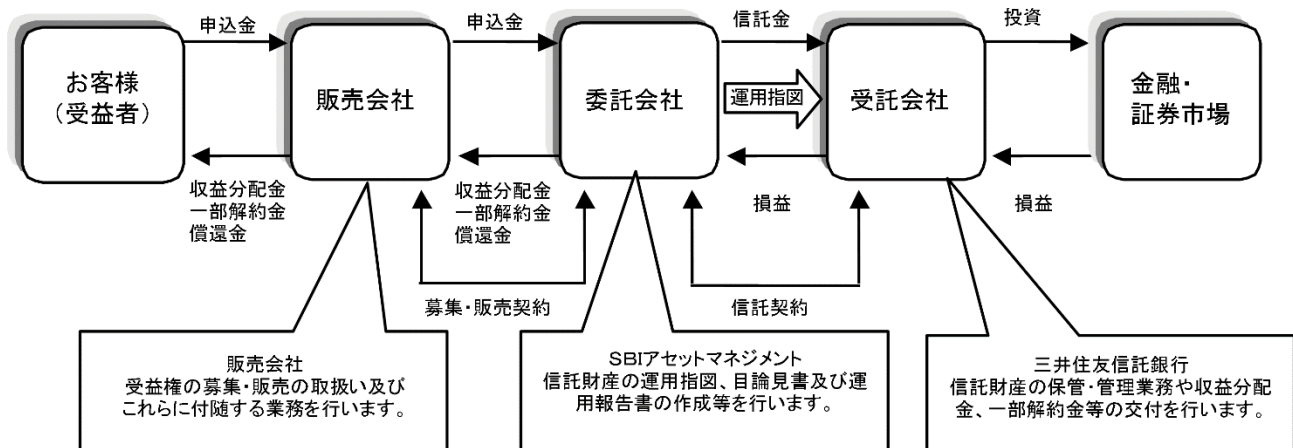 申込金
申込金
信託金
投資
お客様
（受益者）
販売会社
委託会社
運用指図
受託会社
金融・
証券市場
収益分配金
一部解約金
償還金
収益分配金
一部解約金
償還金
損益
損益
募集・販売契約
信託契約
販売会社
受益権の募集・販売の取扱い及び
これらに付随する業務を行います。
SBIアセットマネジメント
信託財産の運用指図、目論見書及び運
用報告書の作成等を行います。
三井住友信託銀行
信託財産の保管・管理業務や収益分配
金、一部解約金等の交付を行います。